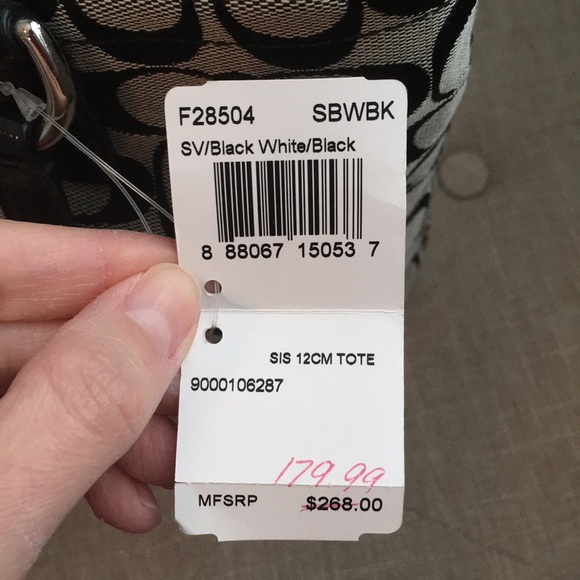 F28504 SBWBK
SV/Black White/Black
8 88067 15053 7
SIS 12CM TOTE
9000106287
179.99
MFSRP $268.00